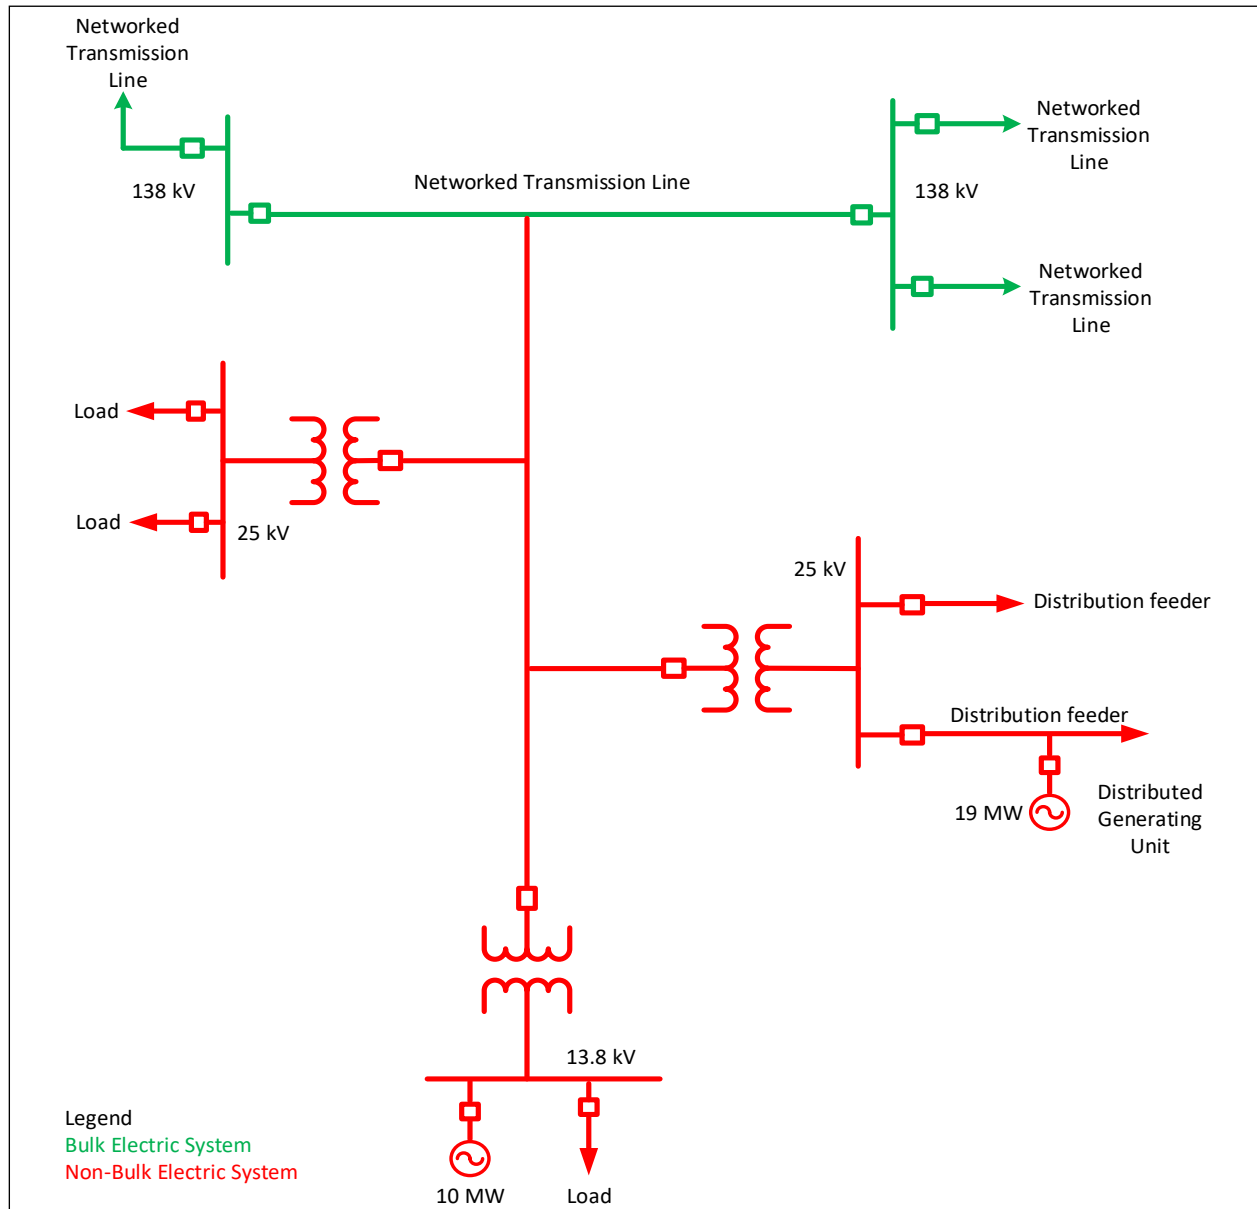 Networked
Transmission
Line
138 kV
Networked Transmission Line
Networked
Transmission
Line
138 kV
Networked
Transmission
Line
Load
Load
25 kV
25 kV
Distribution feeder
Distribution feeder
19 MW
Distributed
Generating
Unit
13.8 kV
10 MW
Load
Legend
Bulk Electric System
Non-Bulk Electric System